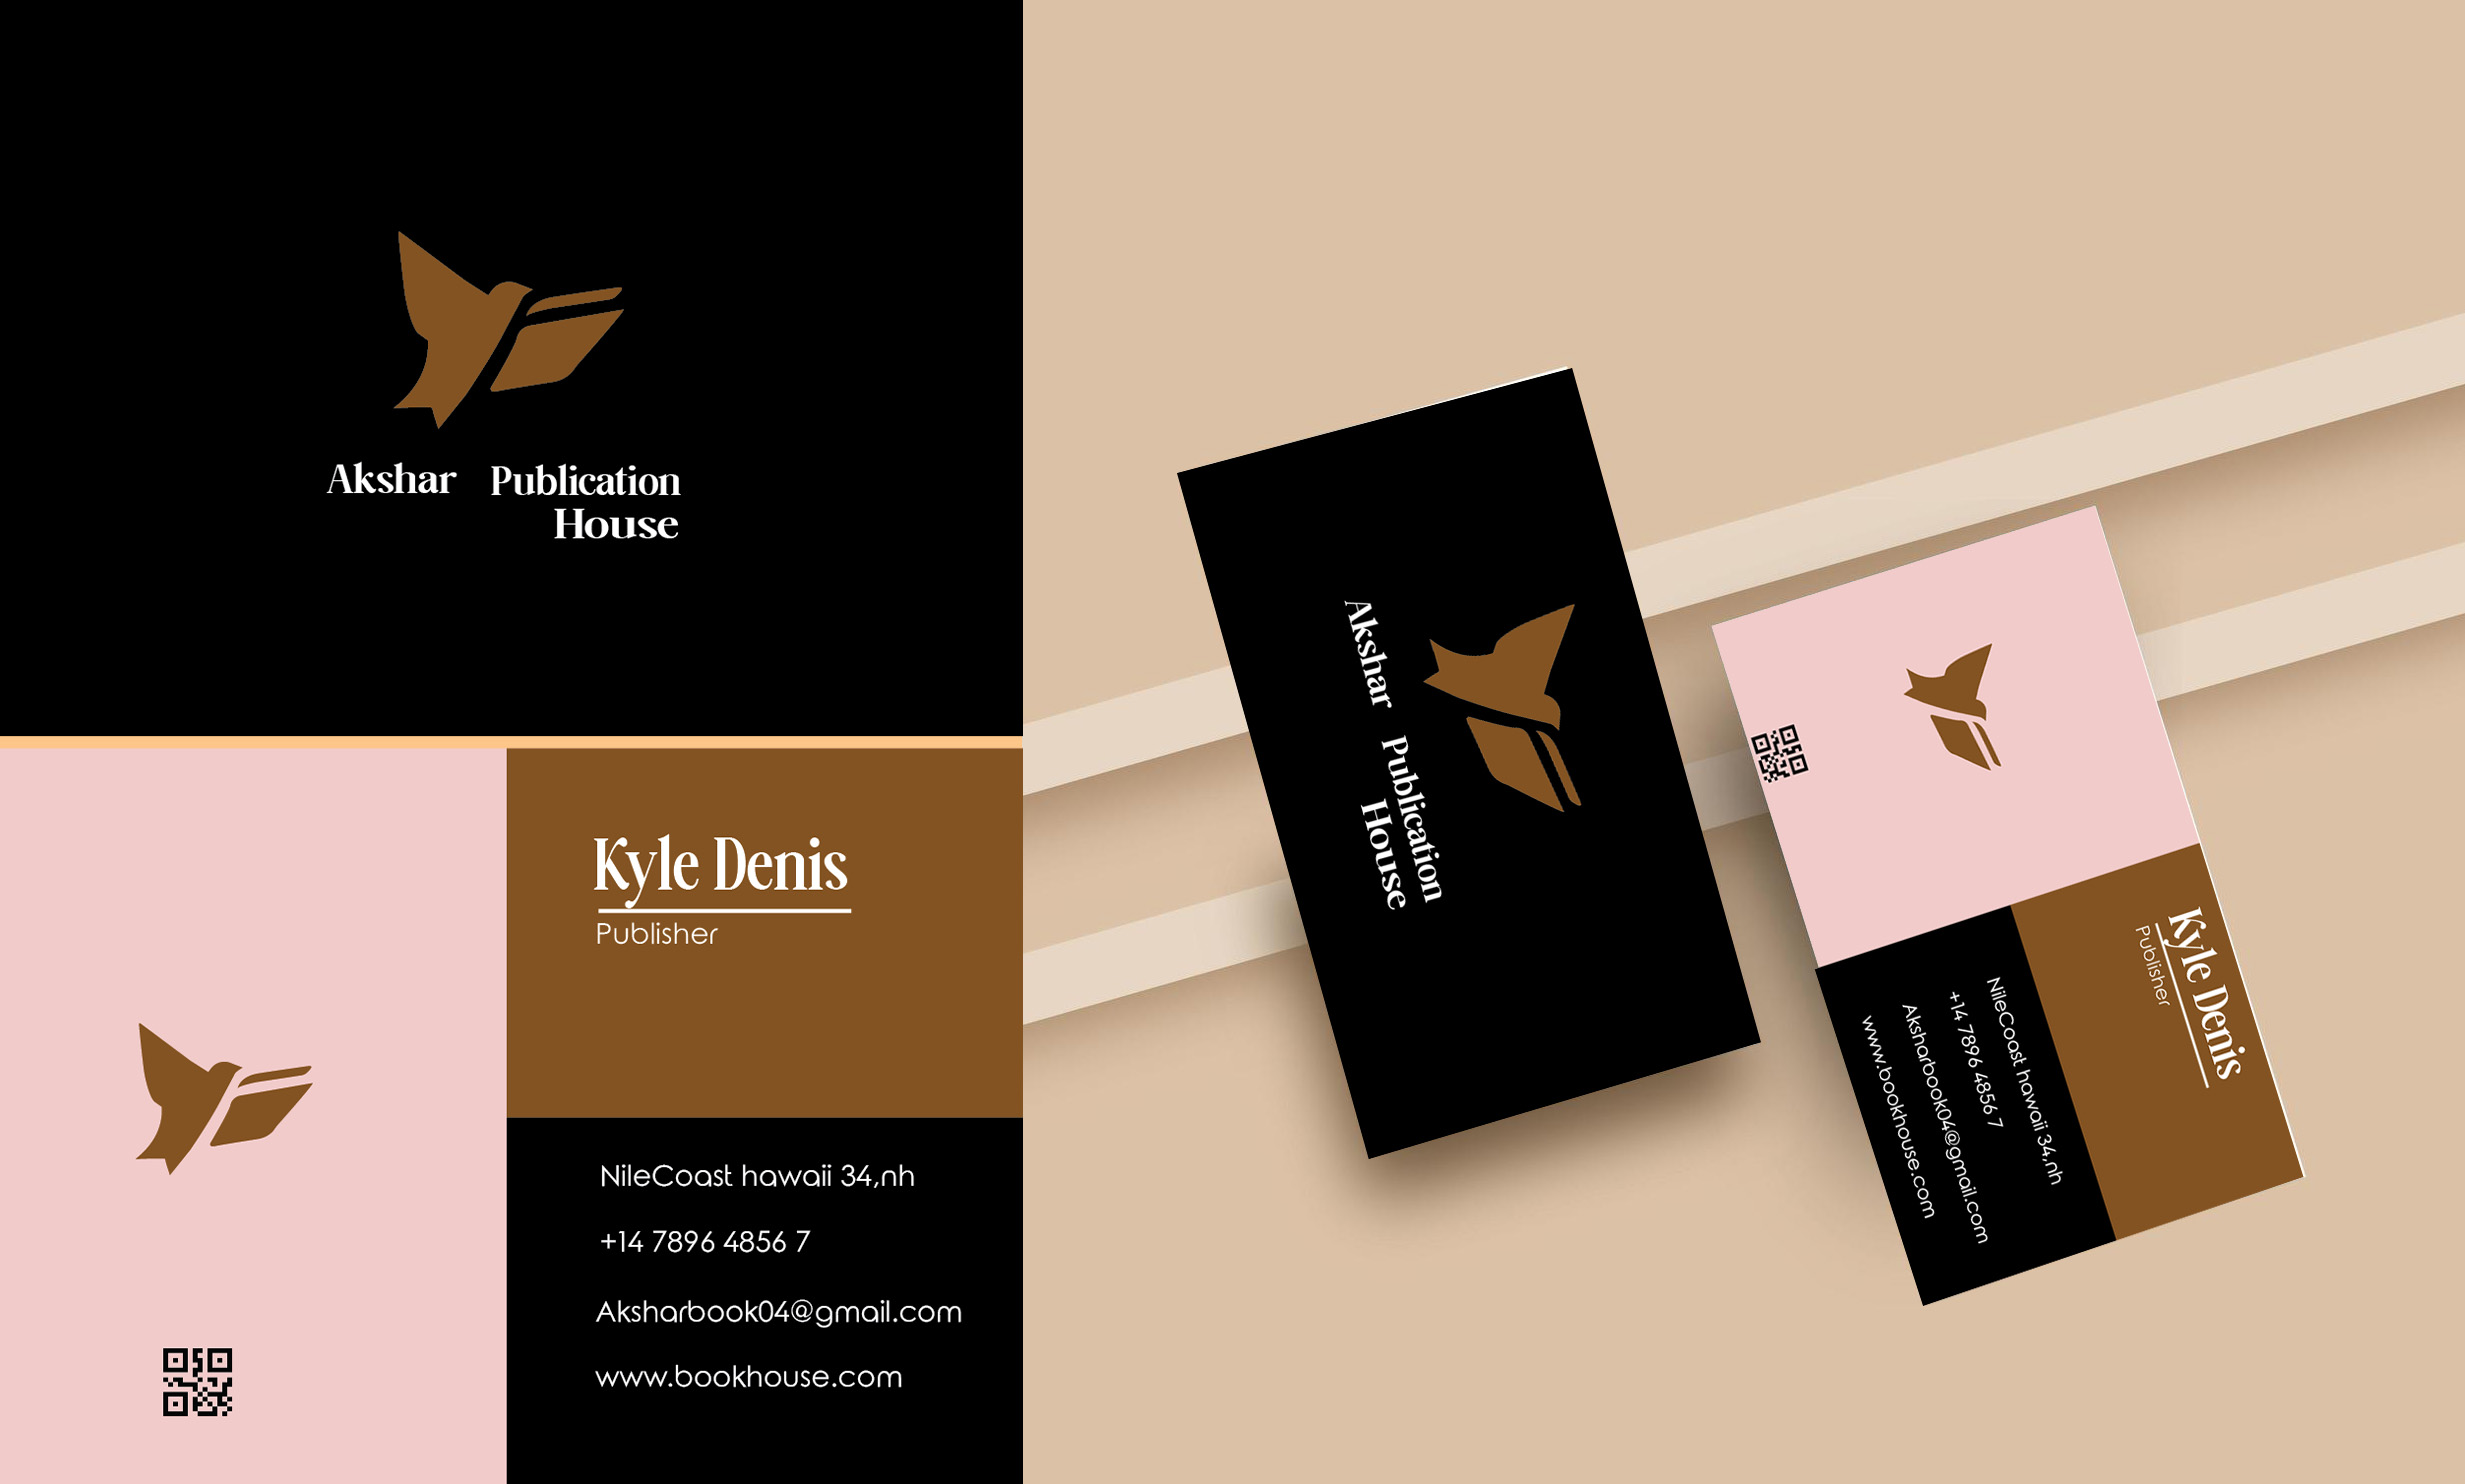 Akshar Publication
House
Kyle Denis
Publisher
NileCoast hawaii 34,nh
+14 7896 4856 7
Aksharbook04@gmail.com
www.bookhouse.com
Akshar Publication
House
Kyle Denis
Publisher
NileCoast hawaii 34,nh
+14 7896 4856 7
Aksharbook04@gmail.com
www.bookhouse.com